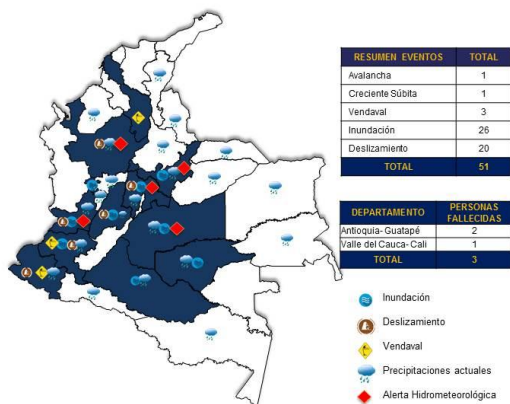 RESUMEN EVENTOS TOTAL
Avalancha 1
Creciente Súbita 1
Vendaval 3
Inundación 26
Deslizamiento 20
TOTAL 51
DEPARTAMENTO PERSONAS FALLECIDAS
Antioquia- Guatapé 2
Valle del Cauca- Cali 1
TOTAL 3
Inundación
Deslizamiento
Vendaval
Precipitaciones actuales
Alerta Hidrometeorológica